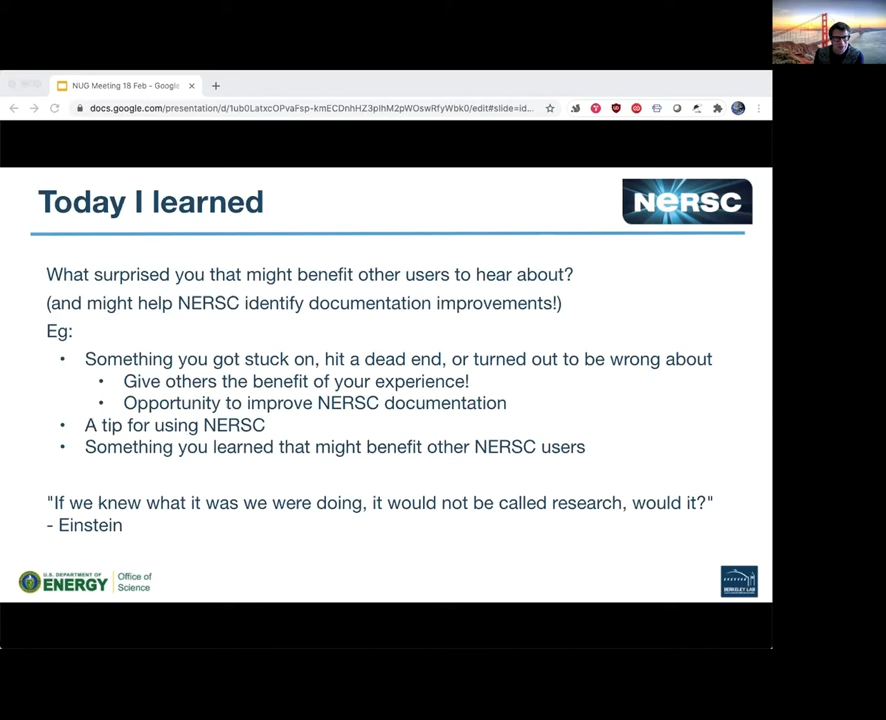 NUG Meeting 18 Feb - Google
docs.google.com/presentation/d/1ub0LatxcOPvaFsp-kmECDnhHZ3pIhM2pWOswRfyWbk0/edit#slide=id...
Today I learned
NERSC
What surprised you that might benefit other users to hear about?
(and might help NERSC identify documentation improvements!)
Eg:
• Something you got stuck on, hit a dead end, or turned out to be wrong about
• Give others the benefit of your experience!
• Opportunity to improve NERSC documentation
• A tip for using NERSC
• Something you learned that might benefit other NERSC users
"If we knew what it was we were doing, it would not be called research, would it?"
- Einstein
U.S. DEPARTMENT OF
ENERGY
Office of
Science
BERKELEY LAB